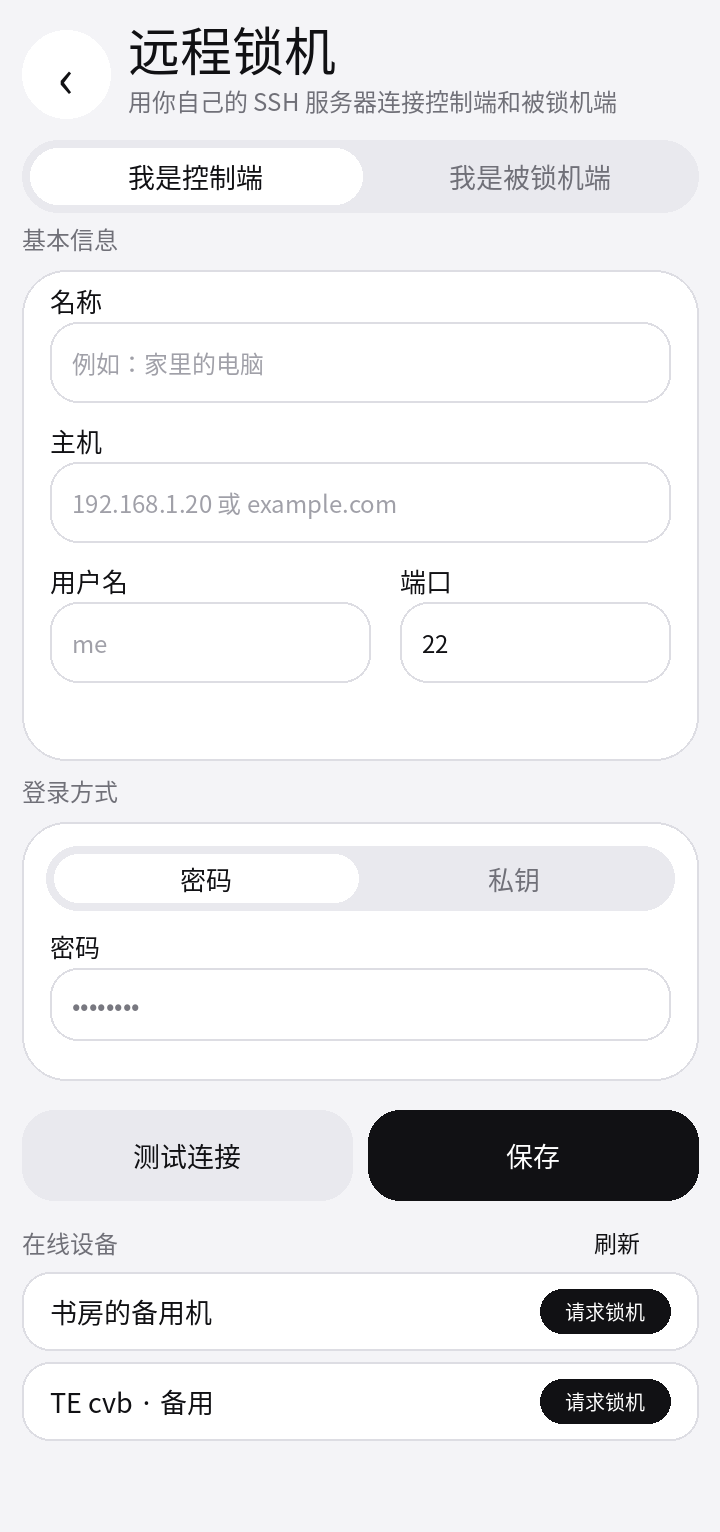 远程锁机
用你自己的 SSH 服务器连接控制端和被锁机端
我是控制端 我是被锁机端
基本信息
名称
例如：家里的电脑
主机
192.168.1.20 或 example.com
用户名 端口
me 22
登录方式
密码 私钥
密码
••••••••
测试连接 保存
在线设备 刷新
书房的备用机 请求锁机
TE cvb · 备用 请求锁机